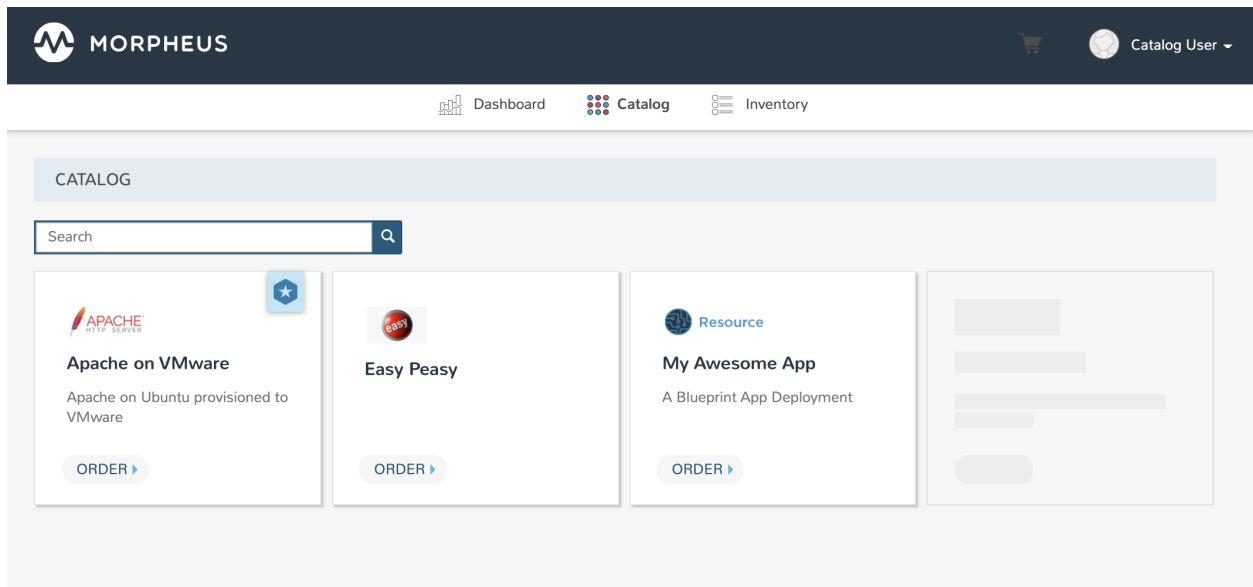 MORPHEUS
Catalog User
Dashboard
Catalog
Inventory
CATALOG
Search
APACHE
HTTP SERVER
Apache on VMware
Apache on Ubuntu provisioned to
VMware
ORDER
easy
Easy Peasy
ORDER
Resource
My Awesome App
A Blueprint App Deployment
ORDER